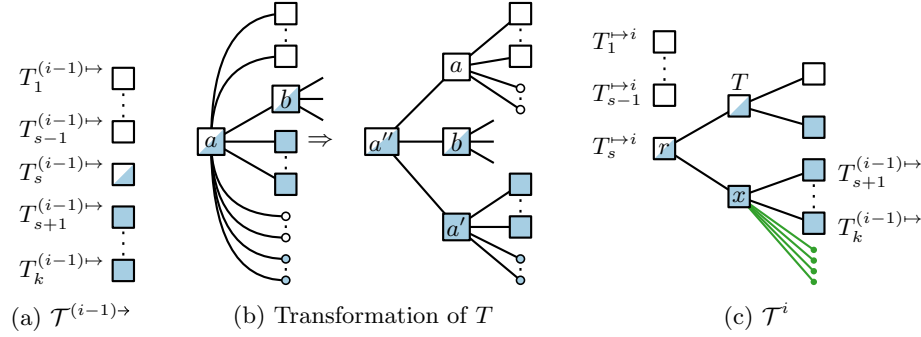 T_1^{(i−1)↦}
T_{s−1}^{(i−1)↦}
T_s^{(i−1)↦}
T_{s+1}^{(i−1)↦}
T_k^{(i−1)↦}
(a) 𝒯^{(i−1)→}
a
b
⇒
a''
a
b
a'
(b) Transformation of T
T_1^{↦i}
T_{s−1}^{↦i}
T_s^{↦i}
r
T
x
T_{s+1}^{(i−1)↦}
T_k^{(i−1)↦}
(c) 𝒯^i